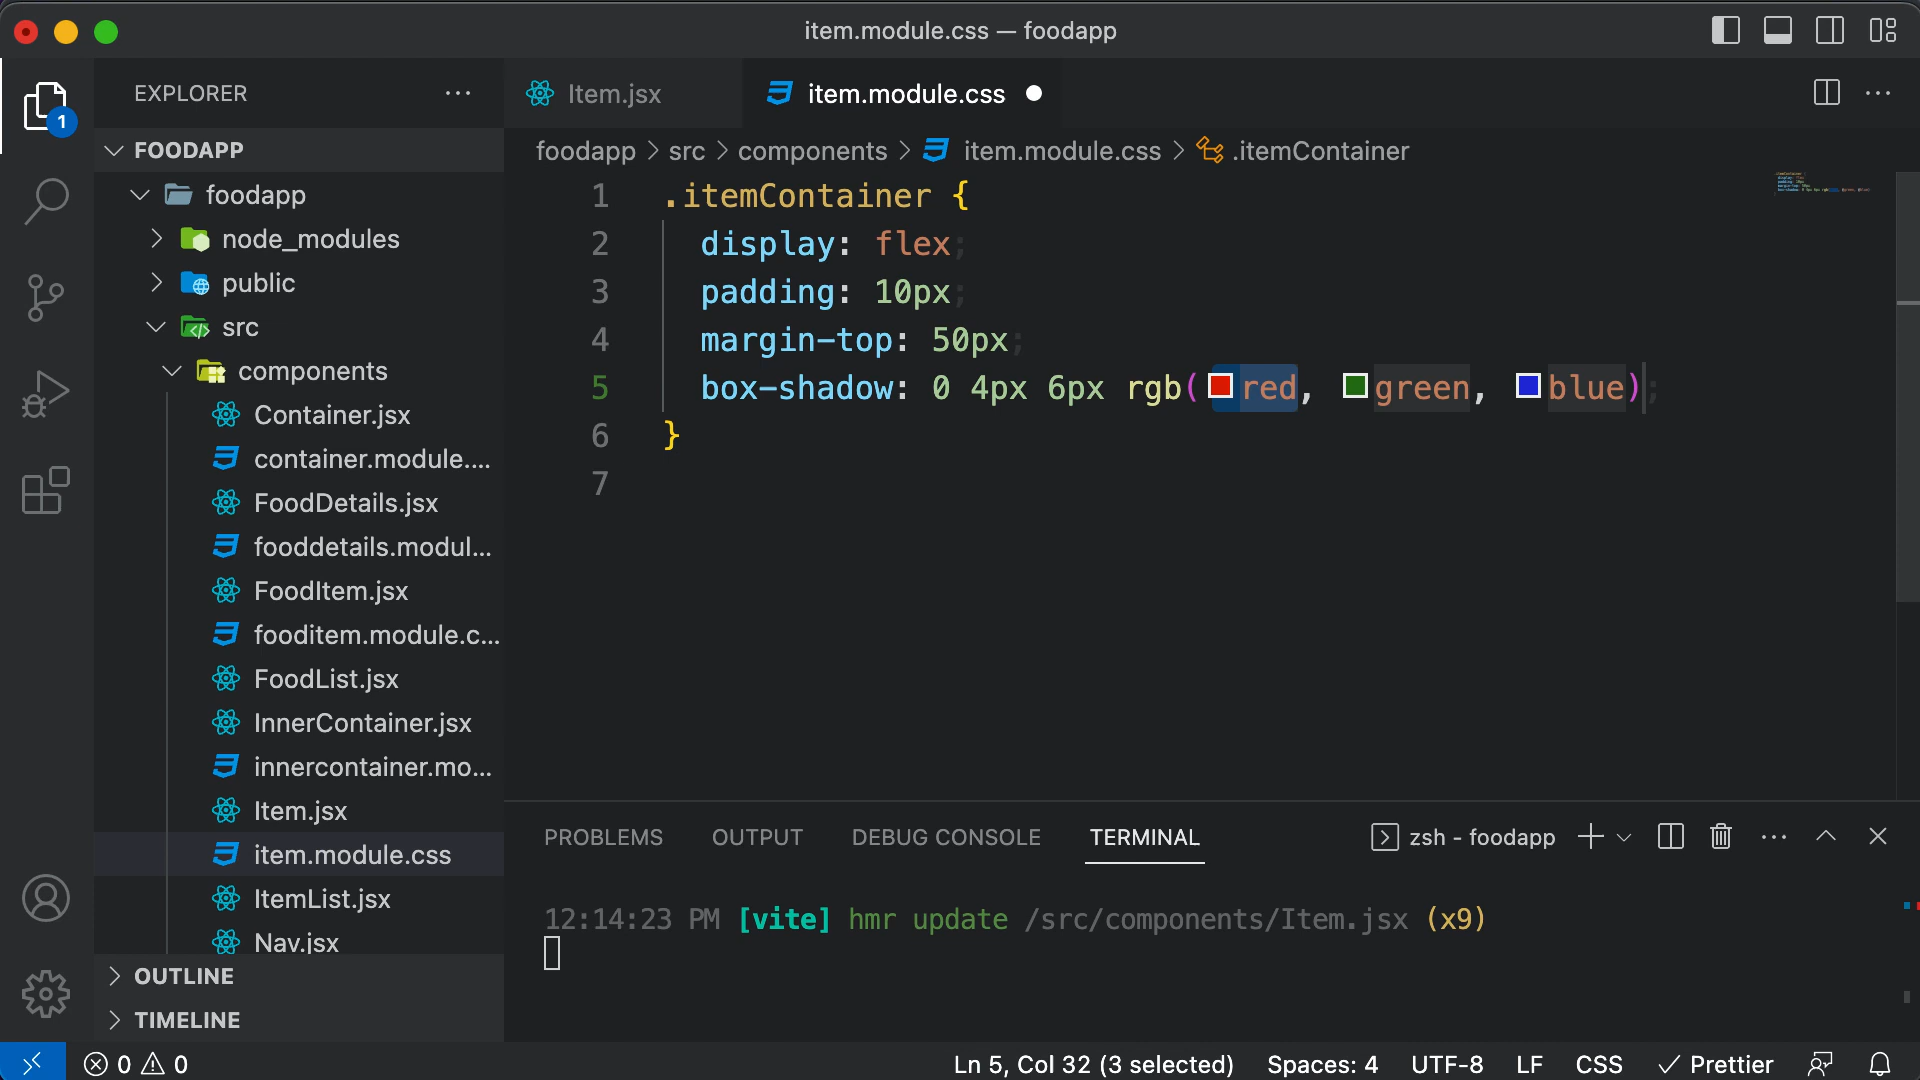 item.module.css — foodapp
EXPLORER
Item.jsx
item.module.css
1
FOODAPP
foodapp > src > components > item.module.css > .itemContainer
foodapp
node_modules
public
src
components
Container.jsx
container.module....
FoodDetails.jsx
fooddetails.modul...
FoodItem.jsx
fooditem.module.c...
FoodList.jsx
InnerContainer.jsx
innercontainer.mo...
Item.jsx
item.module.css
ItemList.jsx
Nav.jsx
OUTLINE
TIMELINE
1 .itemContainer {
2 display: flex;
3 padding: 10px;
4 margin-top: 50px;
5 box-shadow: 0 4px 6px rgb(red, green, blue);
6 }
7
PROBLEMS OUTPUT DEBUG CONSOLE TERMINAL zsh - foodapp
12:14:23 PM [vite] hmr update /src/components/Item.jsx (x9)
0 0 Ln 5, Col 32 (3 selected) Spaces: 4 UTF-8 LF CSS Prettier